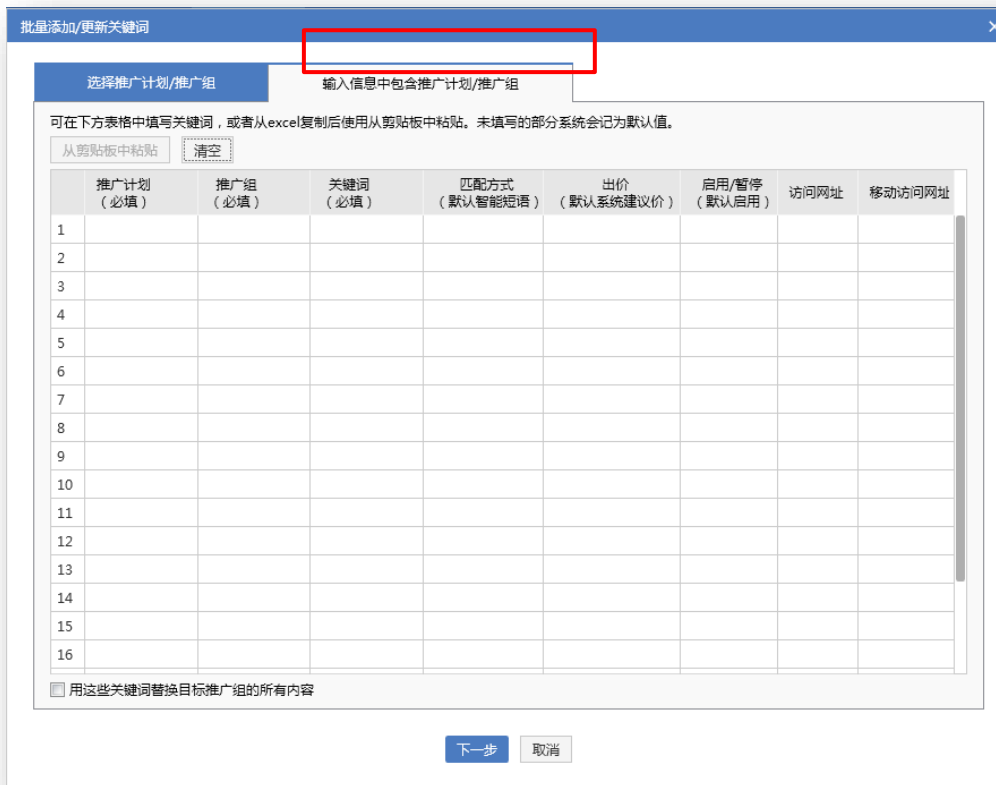 批量添加/更新关键词
选择推广计划/推广组 输入信息中包含推广计划/推广组
可在下方表格中填写关键词，或者从excel复制后使用从剪贴板中粘贴。未填写的部分系统会记为默认值。
从剪贴板中粘贴 清空
推广计划 推广组 关键词 匹配方式 出价 启用/暂停 访问网址 移动访问网址
（必填） （必填） （必填） （默认智能短语） （默认系统建议价） （默认启用）
1
2
3
4
5
6
7
8
9
10
11
12
13
14
15
16
用这些关键词替换目标推广组的所有内容
下一步 取消